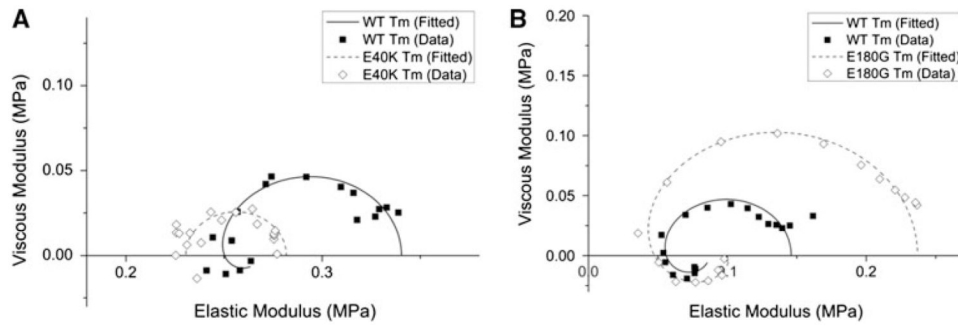 A
WT Tm (Fitted)
WT Tm (Data)
E40K Tm (Fitted)
E40K Tm (Data)
Viscous Modulus (MPa)
0.10
0.05
0.00
0.2
0.3
Elastic Modulus (MPa)
B
WT Tm (Fitted)
WT Tm (Data)
E180G Tm (Fitted)
E180G Tm (Data)
Viscous Modulus (MPa)
0.20
0.15
0.10
0.05
0.00
0.0
0.1
0.2
Elastic Modulus (MPa)